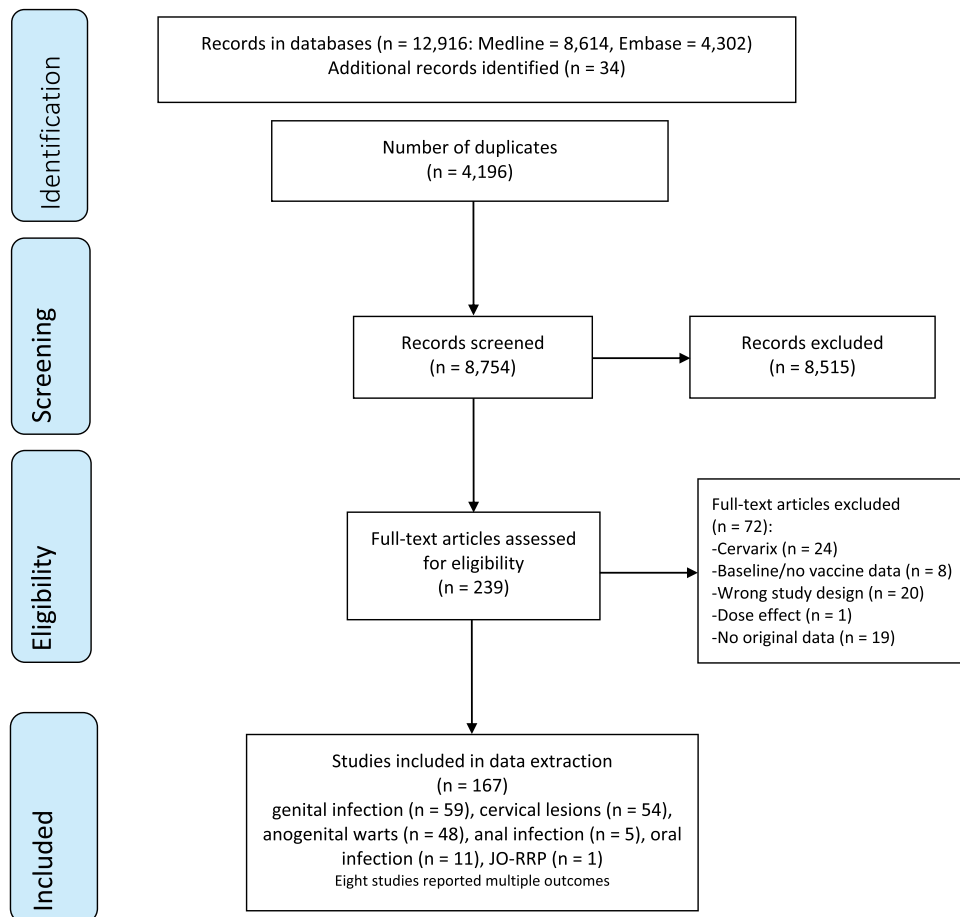 Identification
Records in databases (n = 12,916: Medline = 8,614, Embase = 4,302)
Additional records identified (n = 34)
Number of duplicates
(n = 4,196)
Screening
Records screened
(n = 8,754)
Records excluded
(n = 8,515)
Eligibility
Full-text articles assessed
for eligibility
(n = 239)
Full-text articles excluded
(n = 72):
-Cervarix (n = 24)
-Baseline/no vaccine data (n = 8)
-Wrong study design (n = 20)
-Dose effect (n = 1)
-No original data (n = 19)
Included
Studies included in data extraction
(n = 167)
genital infection (n = 59), cervical lesions (n = 54),
anogenital warts (n = 48), anal infection (n = 5), oral
infection (n = 11), JO-RRP (n = 1)
Eight studies reported multiple outcomes